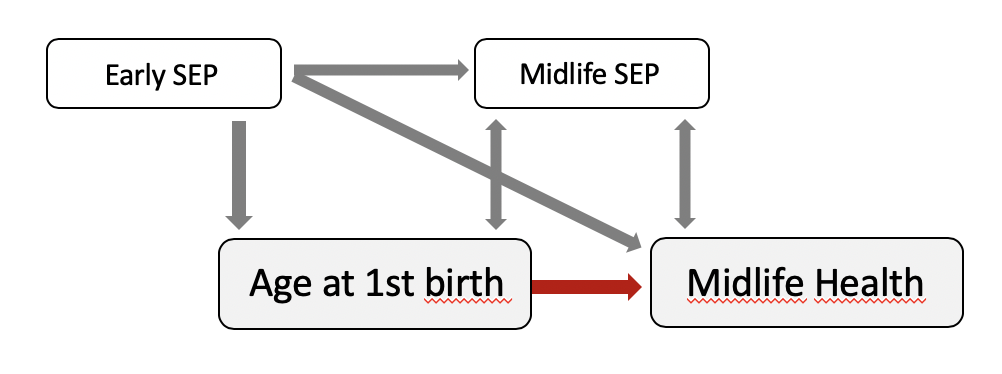 Early SEP
Midlife SEP
Age at 1st birth
Midlife Health